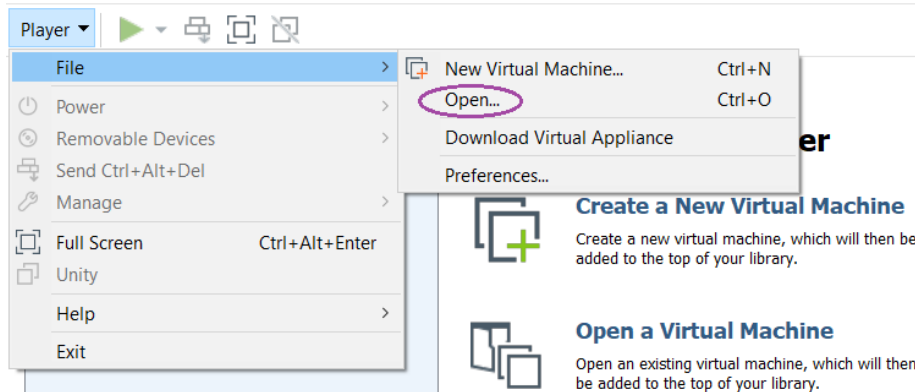 Player
File
Power
Removable Devices
Send Ctrl+Alt+Del
Manage
Full Screen Ctrl+Alt+Enter
Unity
Help
Exit
New Virtual Machine... Ctrl+N
Open... Ctrl+O
Download Virtual Appliance
Preferences...
er
Create a New Virtual Machine
Create a new virtual machine, which will then be
added to the top of your library.
Open a Virtual Machine
Open an existing virtual machine, which will then
be added to the top of your library.